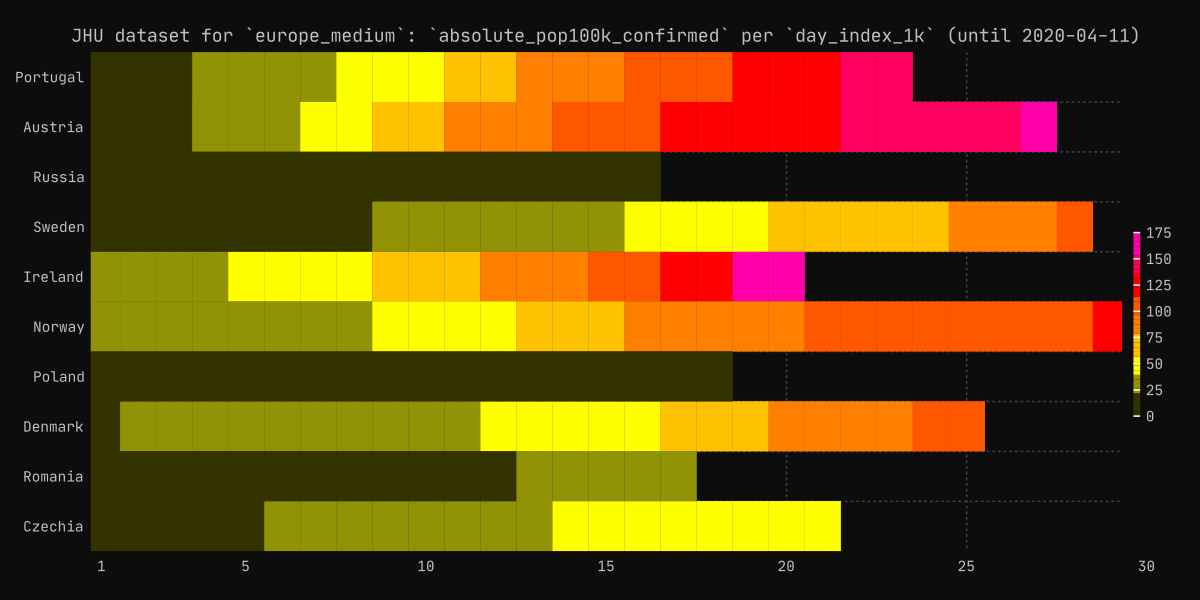 JHU dataset for `europe_medium`: `absolute_pop100k_confirmed` per `day_index_1k` (until 2020-04-11)
Portugal
Austria
Russia
Sweden
Ireland
Norway
Poland
Denmark
Romania
Czechia
175
150
125
100
75
50
25
0
1 5 10 15 20 25 30